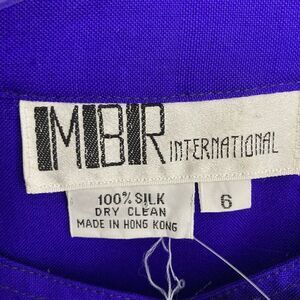 MBR INTERNATIONAL
100% SILK
DRY CLEAN
MADE IN HONG KONG
6